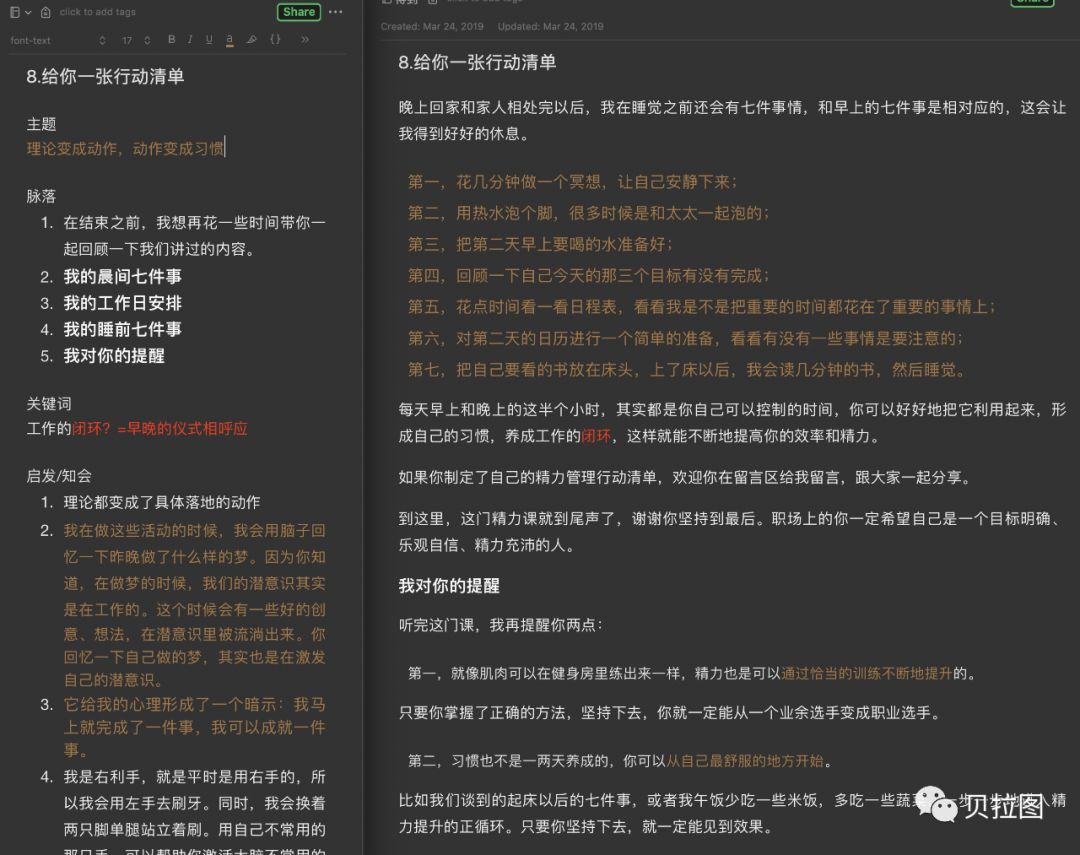 click to add tags
Share
font-text
17
B I U a {} »
8.给你一张行动清单
主题
理论变成动作，动作变成习惯
脉落
1. 在结束之前，我想再花一些时间带你一
起回顾一下我们讲过的内容。
2. 我的晨间七件事
3. 我的工作日安排
4. 我的睡前七件事
5. 我对你的提醒
关键词
工作的闭环？=早晚的仪式相呼应
启发/知会
1. 理论都变成了具体落地的动作
2. 我在做这些活动的时候，我会用脑子回
忆一下昨晚做了什么样的梦。因为你知
道，在做梦的时候，我们的潜意识其实
是在工作的。这个时候会有一些好的创
意、想法，在潜意识里被流淌出来。你
回忆一下自己做的梦，其实也是在激发
自己的潜意识。
3. 它给我的心理形成了一个暗示：我马
上就完成了一件事，我可以成就一件
事。
4. 我是右利手，就是平时是用右手的，所
以我会用左手去刷牙。同时，我会换着
两只脚单腿站立着刷。用自己不常用的
Created: Mar 24, 2019 Updated: Mar 24, 2019
8.给你一张行动清单
晚上回家和家人相处完以后，我在睡觉之前还会有七件事情，和早上的七件事是相对应的，这会让
我得到好好的休息。
第一，花几分钟做一个冥想，让自己安静下来；
第二，用热水泡个脚，很多时候是和太太一起泡的；
第三，把第二天早上要喝的水准备好；
第四，回顾一下自己今天的那三个目标有没有完成；
第五，花点时间看一看日程表，看看我是不是把重要的时间都花在了重要的事情上；
第六，对第二天的日历进行一个简单的准备，看看有没有一些事情是要注意的；
第七，把自己要看的书放在床头，上了床以后，我会读几分钟的书，然后睡觉。
每天早上和晚上的这半个小时，其实都是你自己可以控制的时间，你可以好好地把它利用起来，形
成自己的习惯，养成工作的闭环，这样就能不断地提高你的效率和精力。
如果你制定了自己的精力管理行动清单，欢迎你在留言区给我留言，跟大家一起分享。
到这里，这门精力课就到尾声了，谢谢你坚持到最后。职场上的你一定希望自己是一个目标明确、
乐观自信、精力充沛的人。
我对你的提醒
听完这门课，我再提醒你两点：
第一，就像肌肉可以在健身房里练出来一样，精力也是可以通过恰当的训练不断地提升的。
只要你掌握了正确的方法，坚持下去，你就一定能从一个业余选手变成职业选手。
第二，习惯也不是一两天养成的，你可以从自己最舒服的地方开始。
比如我们谈到的起床以后的七件事，或者我午饭少吃一些米饭，多吃一些蔬
力提升的正循环。只要你坚持下去，就一定能见到效果。
贝拉图